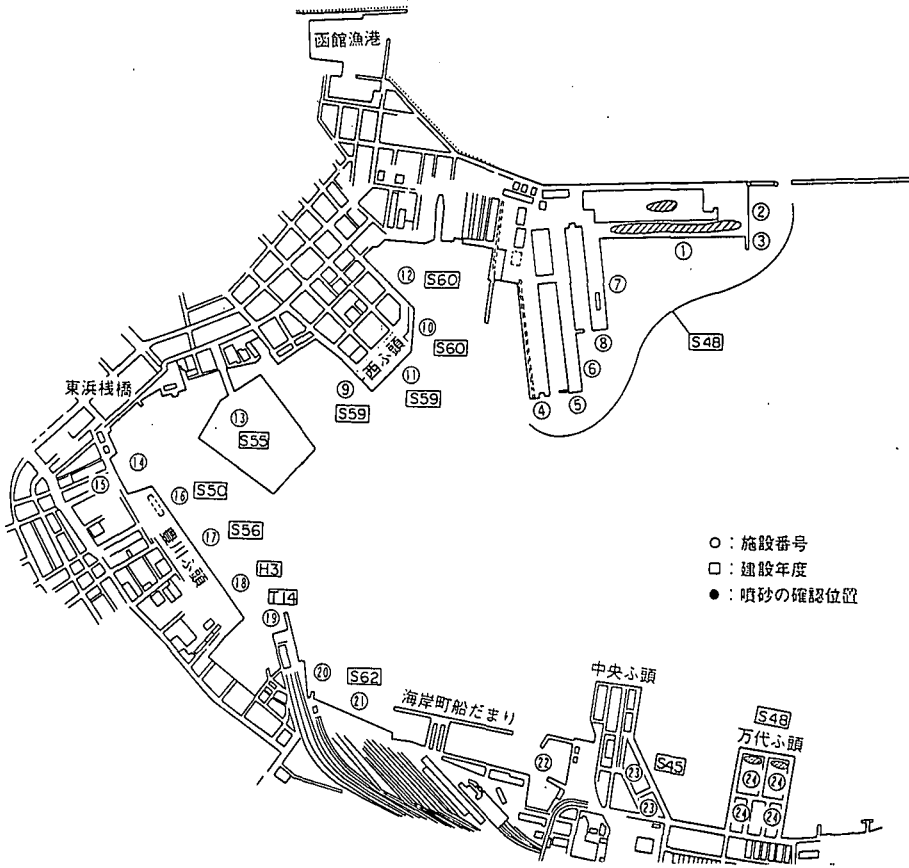 函館漁港
②
③
①
⑫ S60
⑦
⑩
S60
⑧
S48
西ふ頭
⑪
⑥
東浜桟橋
⑨
S59
S59
④
⑤
⑬
S55
⑭
⑮
⑯ S50
⑰ S56
豊川ふ頭
○:施設番号
□:建設年度
●:噴砂の確認位置
⑱ H3
T14
⑲
⑳
S62
㉑
海岸町船だまり
中央ふ頭
S48
万代ふ頭
㉒
㉓ S45
㉓
㉔ ㉔
㉔ ㉔